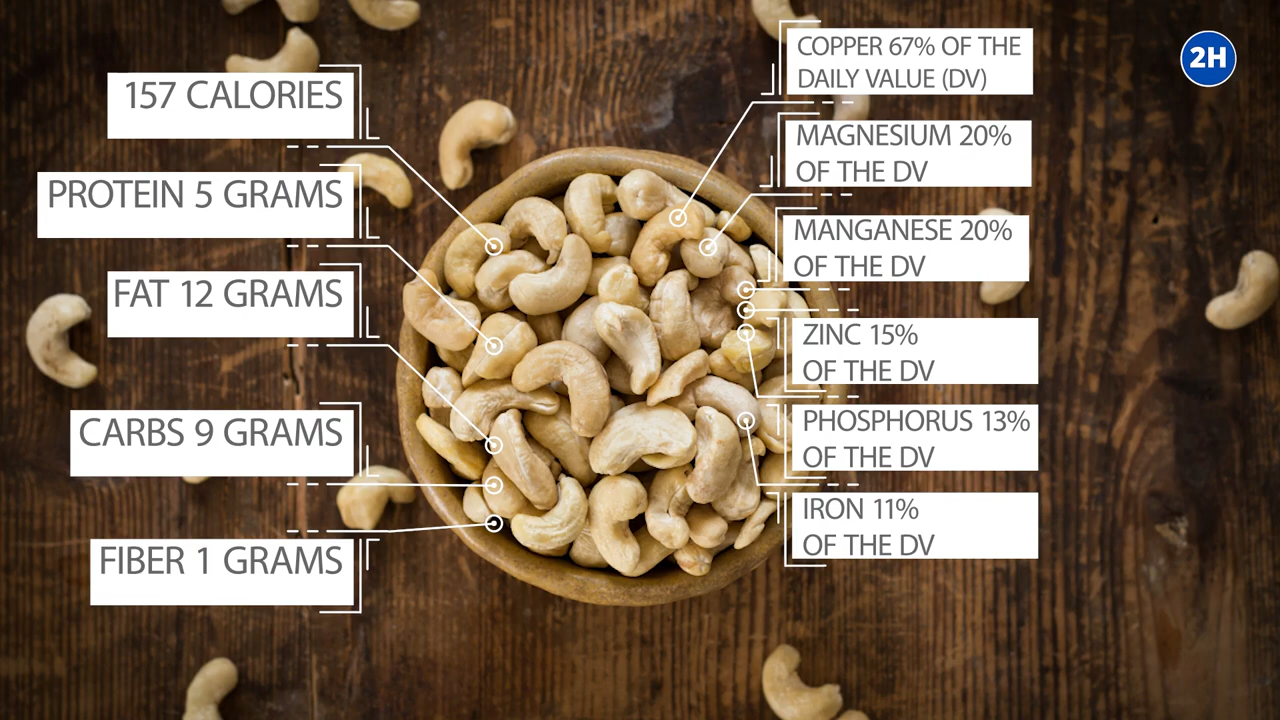 157 CALORIES
PROTEIN 5 GRAMS
FAT 12 GRAMS
CARBS 9 GRAMS
FIBER 1 GRAMS
COPPER 67% OF THE
DAILY VALUE (DV)
MAGNESIUM 20%
OF THE DV
MANGANESE 20%
OF THE DV
ZINC 15%
OF THE DV
PHOSPHORUS 13%
OF THE DV
IRON 11%
OF THE DV
2H